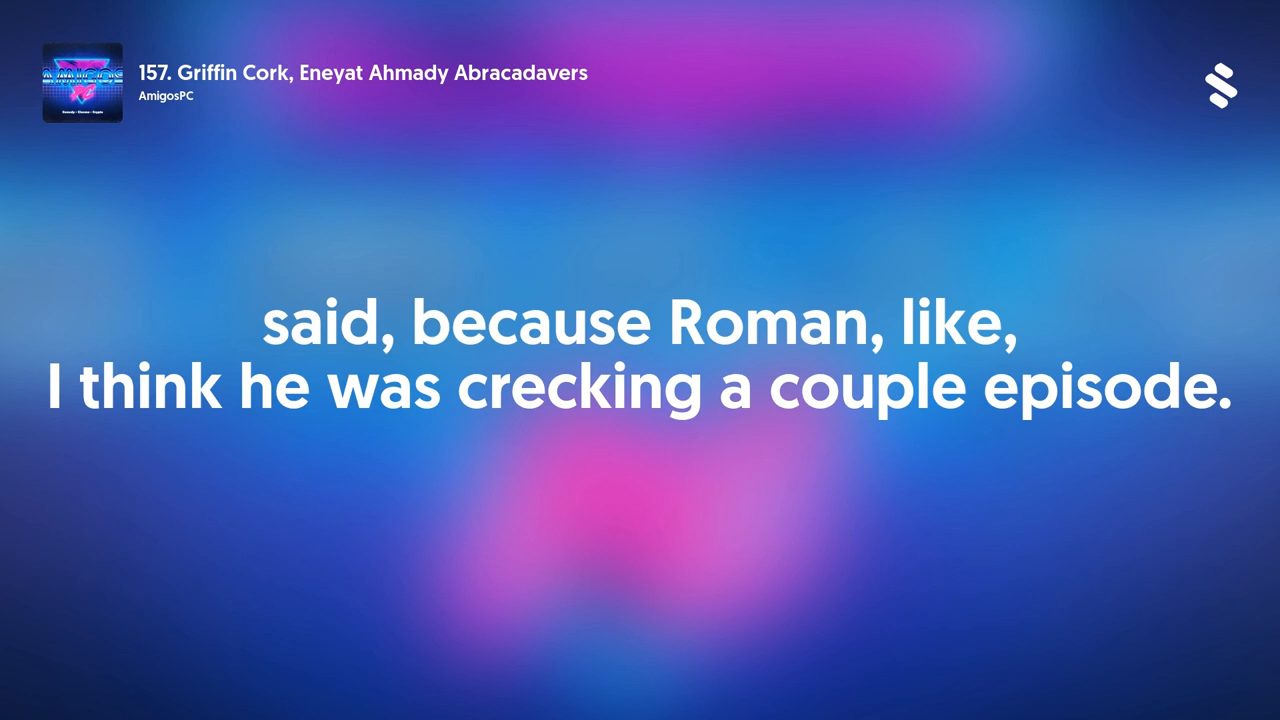 157. Griffin Cork, Eneyat Ahmady Abracadavers
AmigosPC
said, because Roman, like,
I think he was crecking a couple episode.